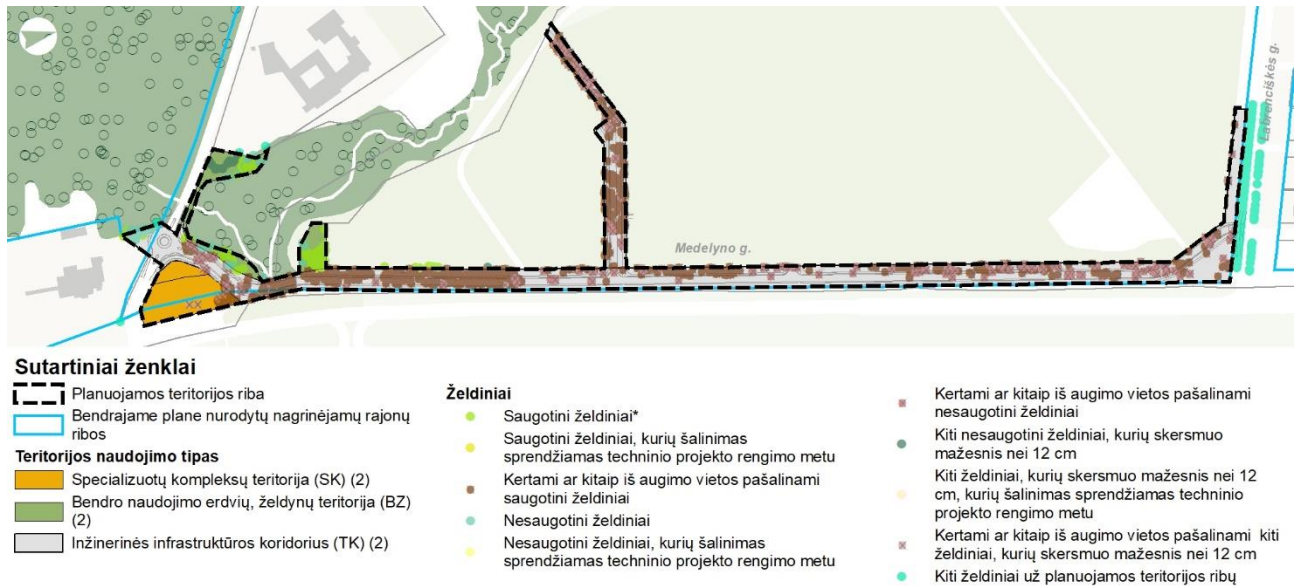 Labrenciškės g.
Medelyno g.
Sutartiniai ženklai
Planuojamos teritorijos riba
Bendrajame plane nurodytų nagrinėjamų rajonų
ribos
Teritorijos naudojimo tipas
Specializuotų kompleksų teritorija (SK) (2)
Bendro naudojimo erdvių, želdynų teritorija (BZ)
(2)
Inžinerinės infrastruktūros koridorius (TK) (2)
Želdiniai
Saugotini želdiniai*
Saugotini želdiniai, kurių šalinimas
sprendžiamas techninio projekto rengimo metu
Kertami ar kitaip iš augimo vietos pašalinami
saugotini želdiniai
Nesaugotini želdiniai
Nesaugotini želdiniai, kurių šalinimas
sprendžiamas techninio projekto rengimo metu
Kertami ar kitaip iš augimo vietos pašalinami
nesaugotini želdiniai
Kiti nesaugotini želdiniai, kurių skersmuo
mažesnis nei 12 cm
Kiti želdiniai, kurių skersmuo mažesnis nei 12
cm, kurių šalinimas sprendžiamas techninio
projekto rengimo metu
Kertami ar kitaip iš augimo vietos pašalinami kiti
želdiniai, kurių skersmuo mažesnis nei 12 cm
Kiti želdiniai už planuojamos teritorijos ribų